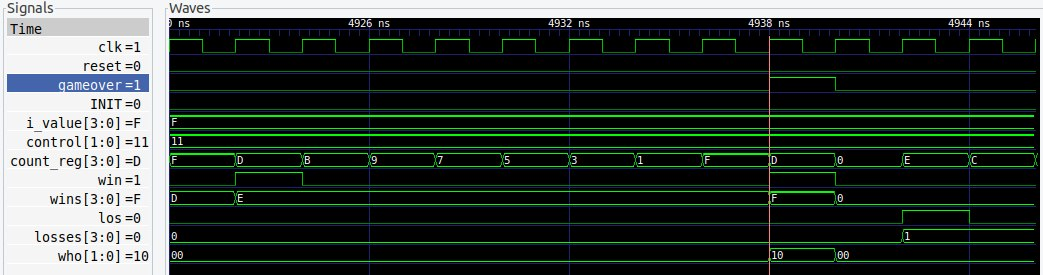 Signals Waves
Time 0 ns 4926 ns 4932 ns 4938 ns 4944 ns
clk=1
reset=0
gameover=1
INIT=0
i_value[3:0]=F F
control[1:0]=11 11
count_reg[3:0]=D F D B 9 7 5 3 1 F D 0 E C
win=1
wins[3:0]=F D E F 0
los=0
losses[3:0]=0 0 1
who[1:0]=10 00 10 00